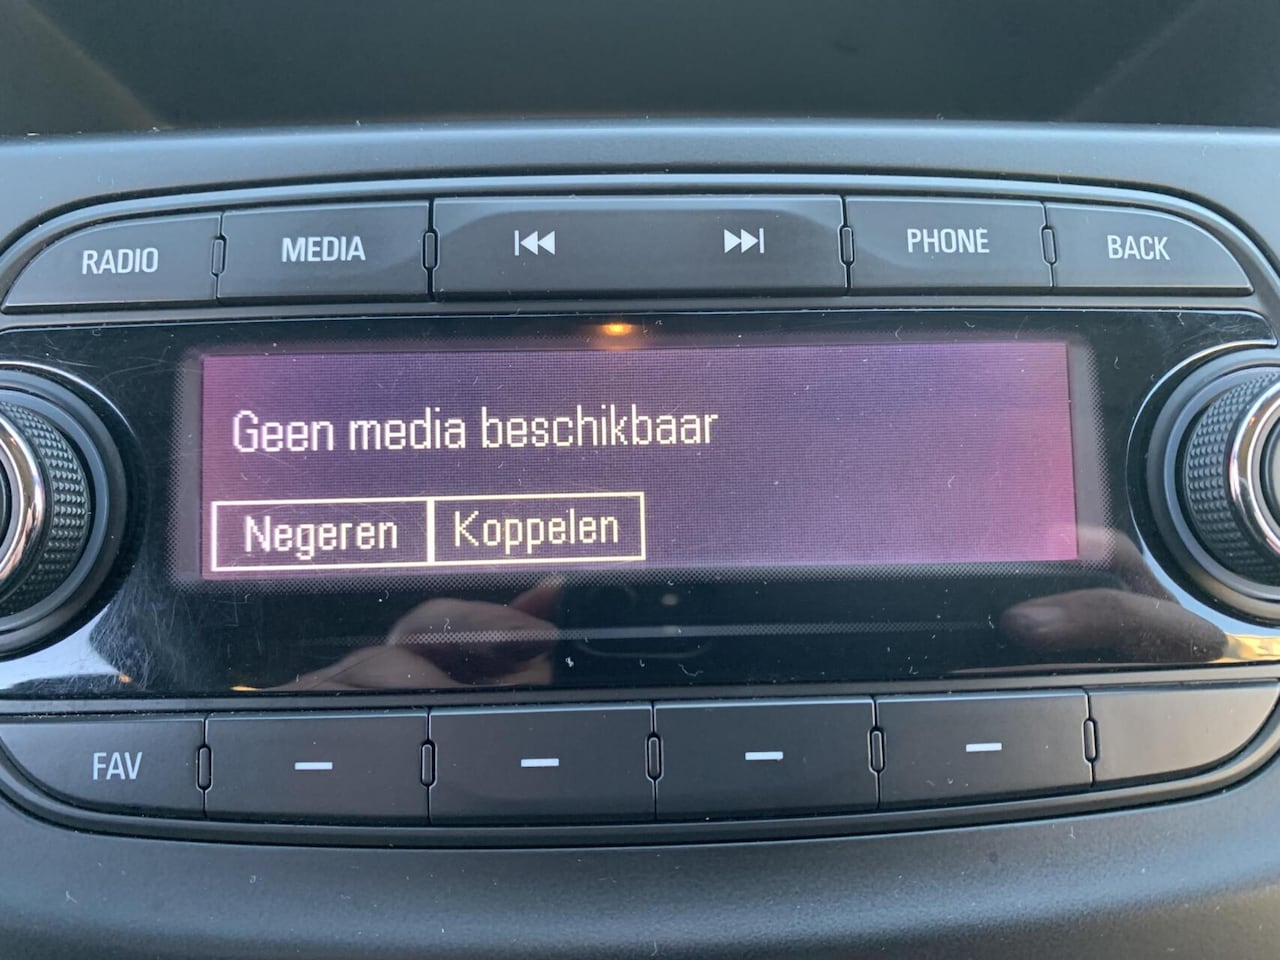 RADIO MEDIA PHONE BACK
Geen media beschikbaar
Negeren Koppelen
FAV